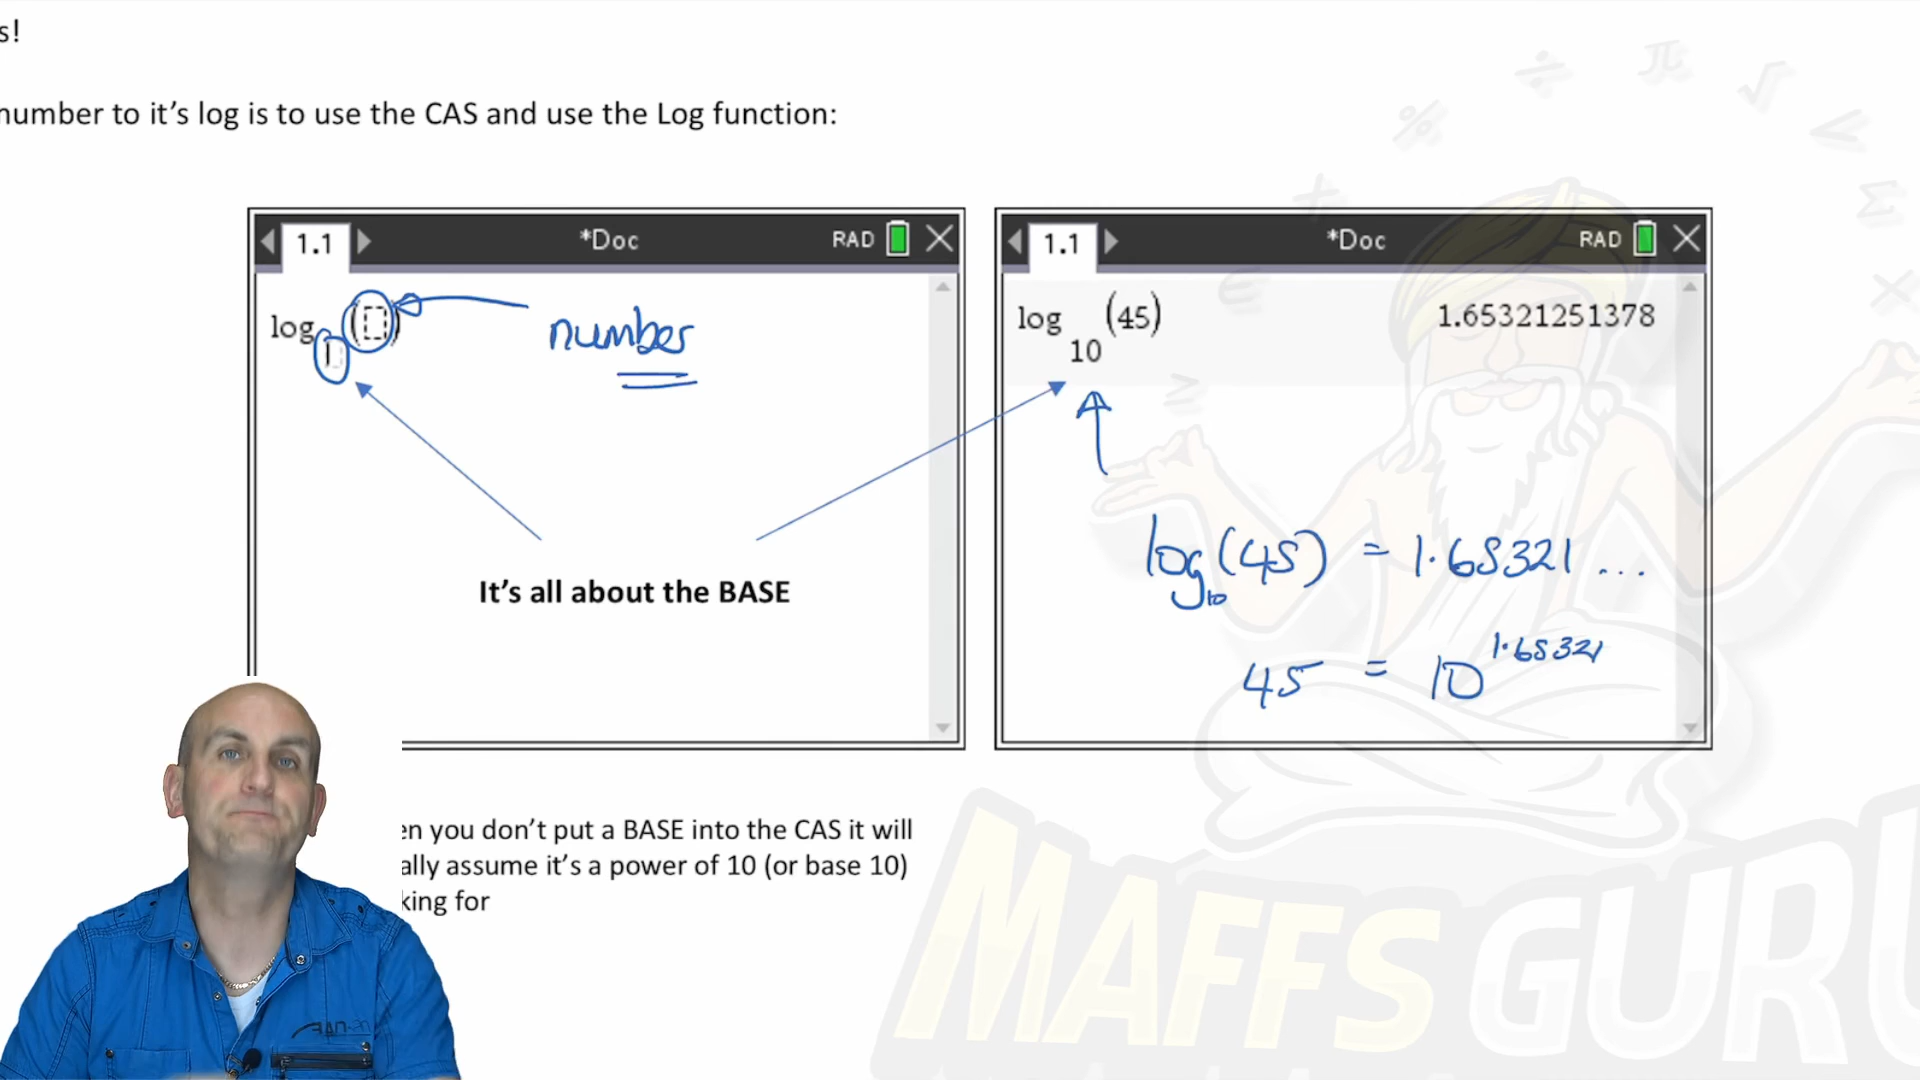 s!
number to it's log is to use the CAS and use the Log function:
1.1 *Doc RAD
log ( )
number
1.1 *Doc RAD
log10 (45) 1.65321251378
It's all about the BASE
log10(45) = 1.65321...
45 = 10^1.65321
en you don't put a BASE into the CAS it will
ally assume it's a power of 10 (or base 10)
king for
MAFFS GURU